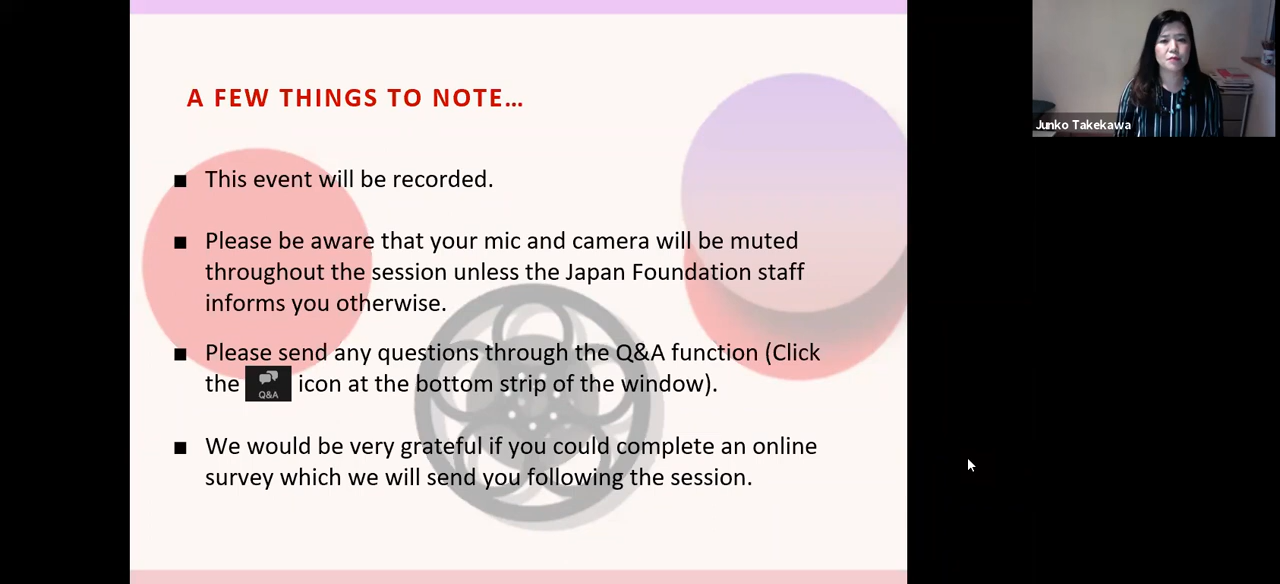 A FEW THINGS TO NOTE…
▪ This event will be recorded.
▪ Please be aware that your mic and camera will be muted
throughout the session unless the Japan Foundation staff
informs you otherwise.
▪ Please send any questions through the Q&A function (Click
the Q&A icon at the bottom strip of the window).
▪ We would be very grateful if you could complete an online
survey which we will send you following the session.
Junko Takekawa